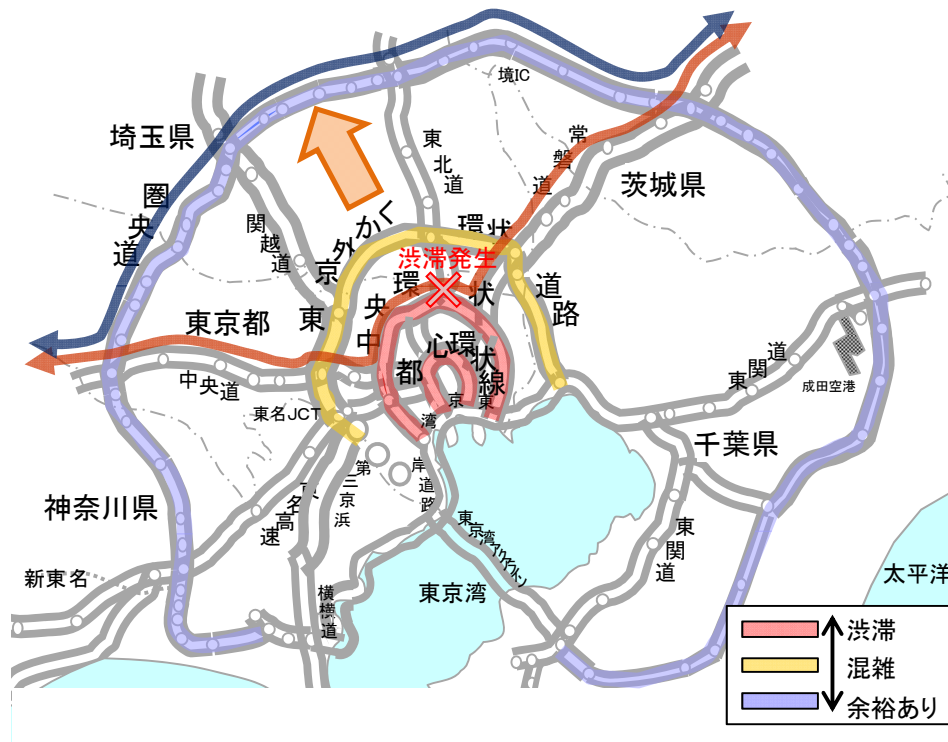 境IC
埼玉県
東北道
常磐道
茨城県
圏央道
関越道
東京外かく環状道路
渋滞発生
中央環状
東京都
都心環状線
中央道
東関道
成田空港
東名JCT
東京湾岸道路
千葉県
第三京浜
東名高速
神奈川県
東京湾アクアライン
東関道
新東名
横横道
東京湾
太平洋
渋滞
混雑
余裕あり